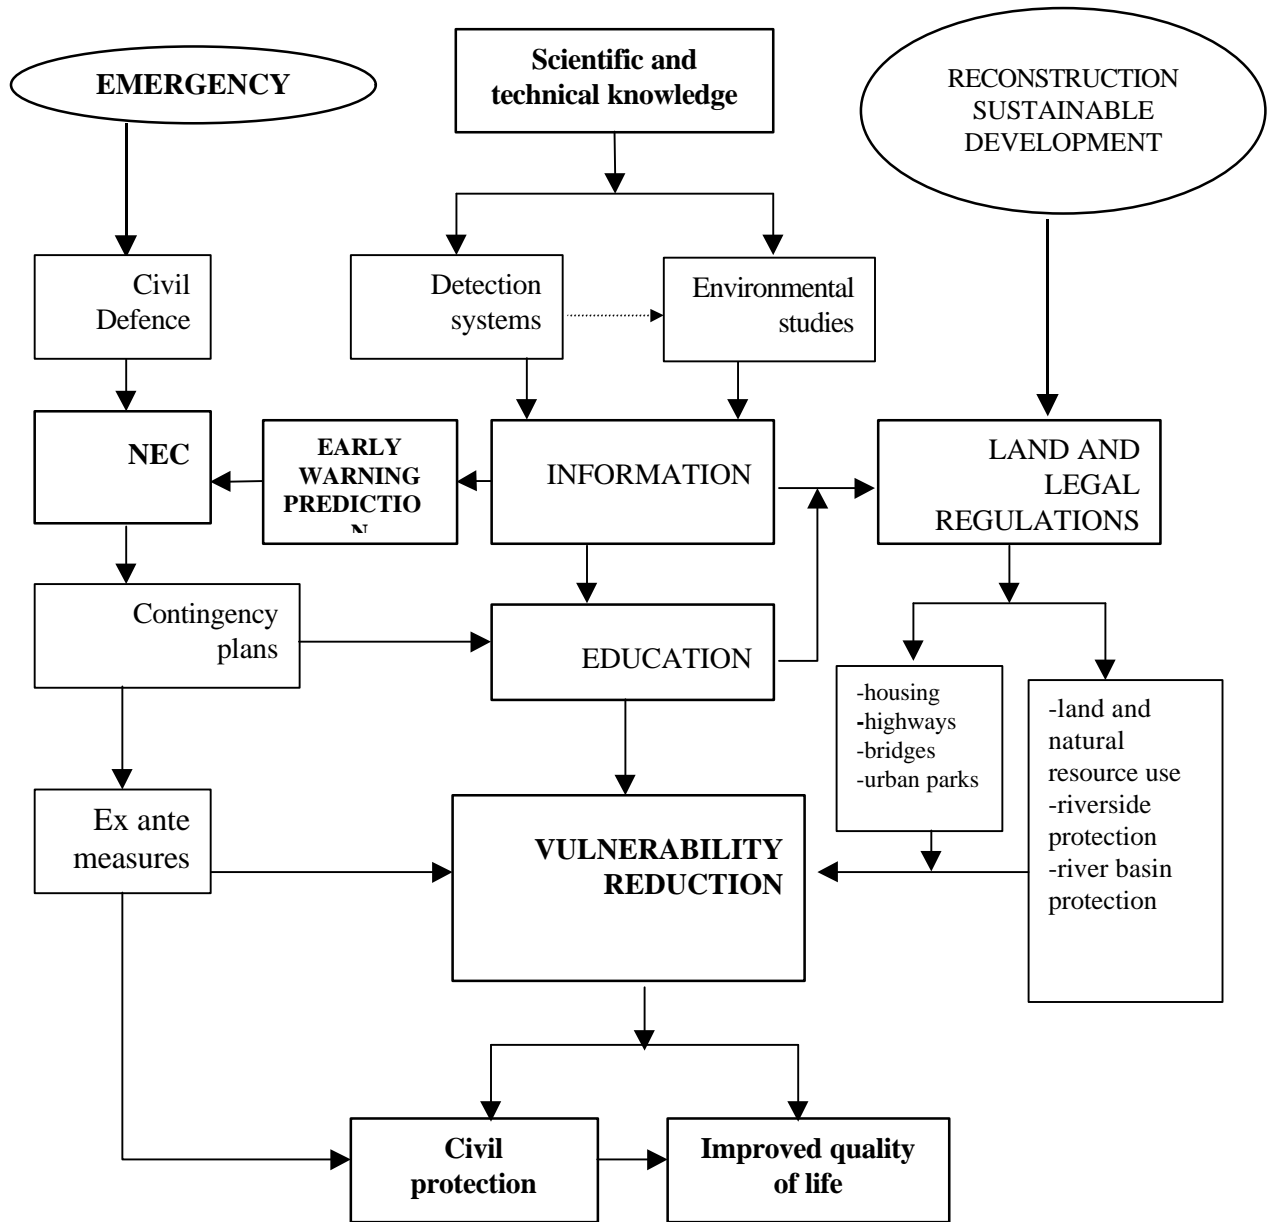 EMERGENCY
Scientific and
technical knowledge
RECONSTRUCTION
SUSTAINABLE
DEVELOPMENT
Civil
Defence
Detection
systems
Environmental
studies
NEC
EARLY
WARNING
PREDICTIO
N
INFORMATION
LAND AND
LEGAL
REGULATIONS
Contingency
plans
EDUCATION
-housing
-highways
-bridges
-urban parks
-land and
natural
resource use
-riverside
protection
-river basin
protection
Ex ante
measures
VULNERABILITY
REDUCTION
Civil
protection
Improved quality
of life